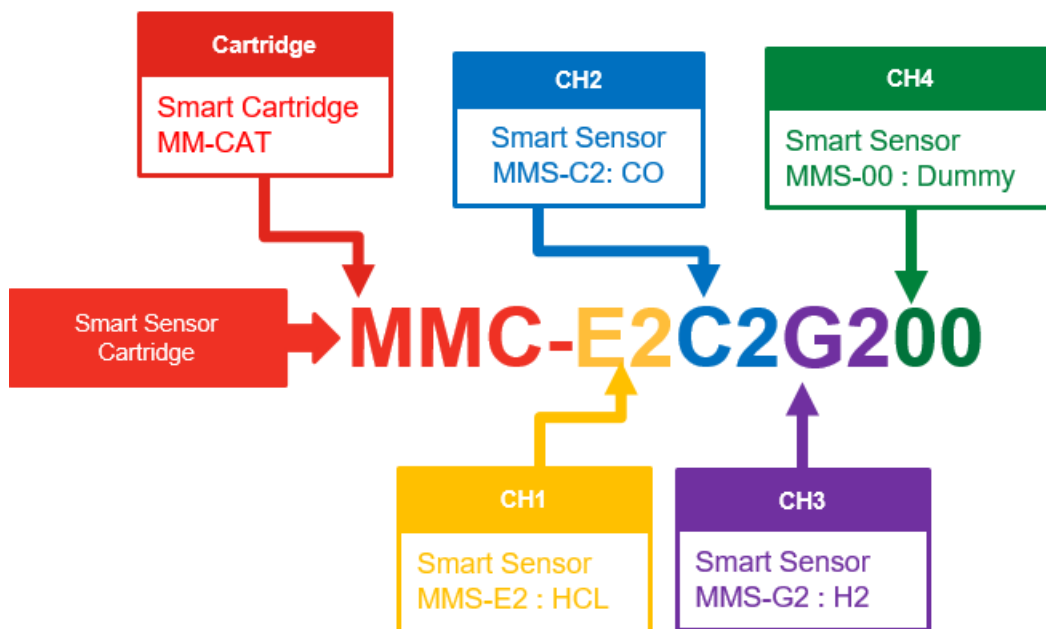 Cartridge
Smart Cartridge
MM-CAT
CH2
Smart Sensor
MMS-C2: CO
CH4
Smart Sensor
MMS-00 : Dummy
Smart Sensor
Cartridge
MMC-E2C2G200
CH1
Smart Sensor
MMS-E2 : HCL
CH3
Smart Sensor
MMS-G2 : H2